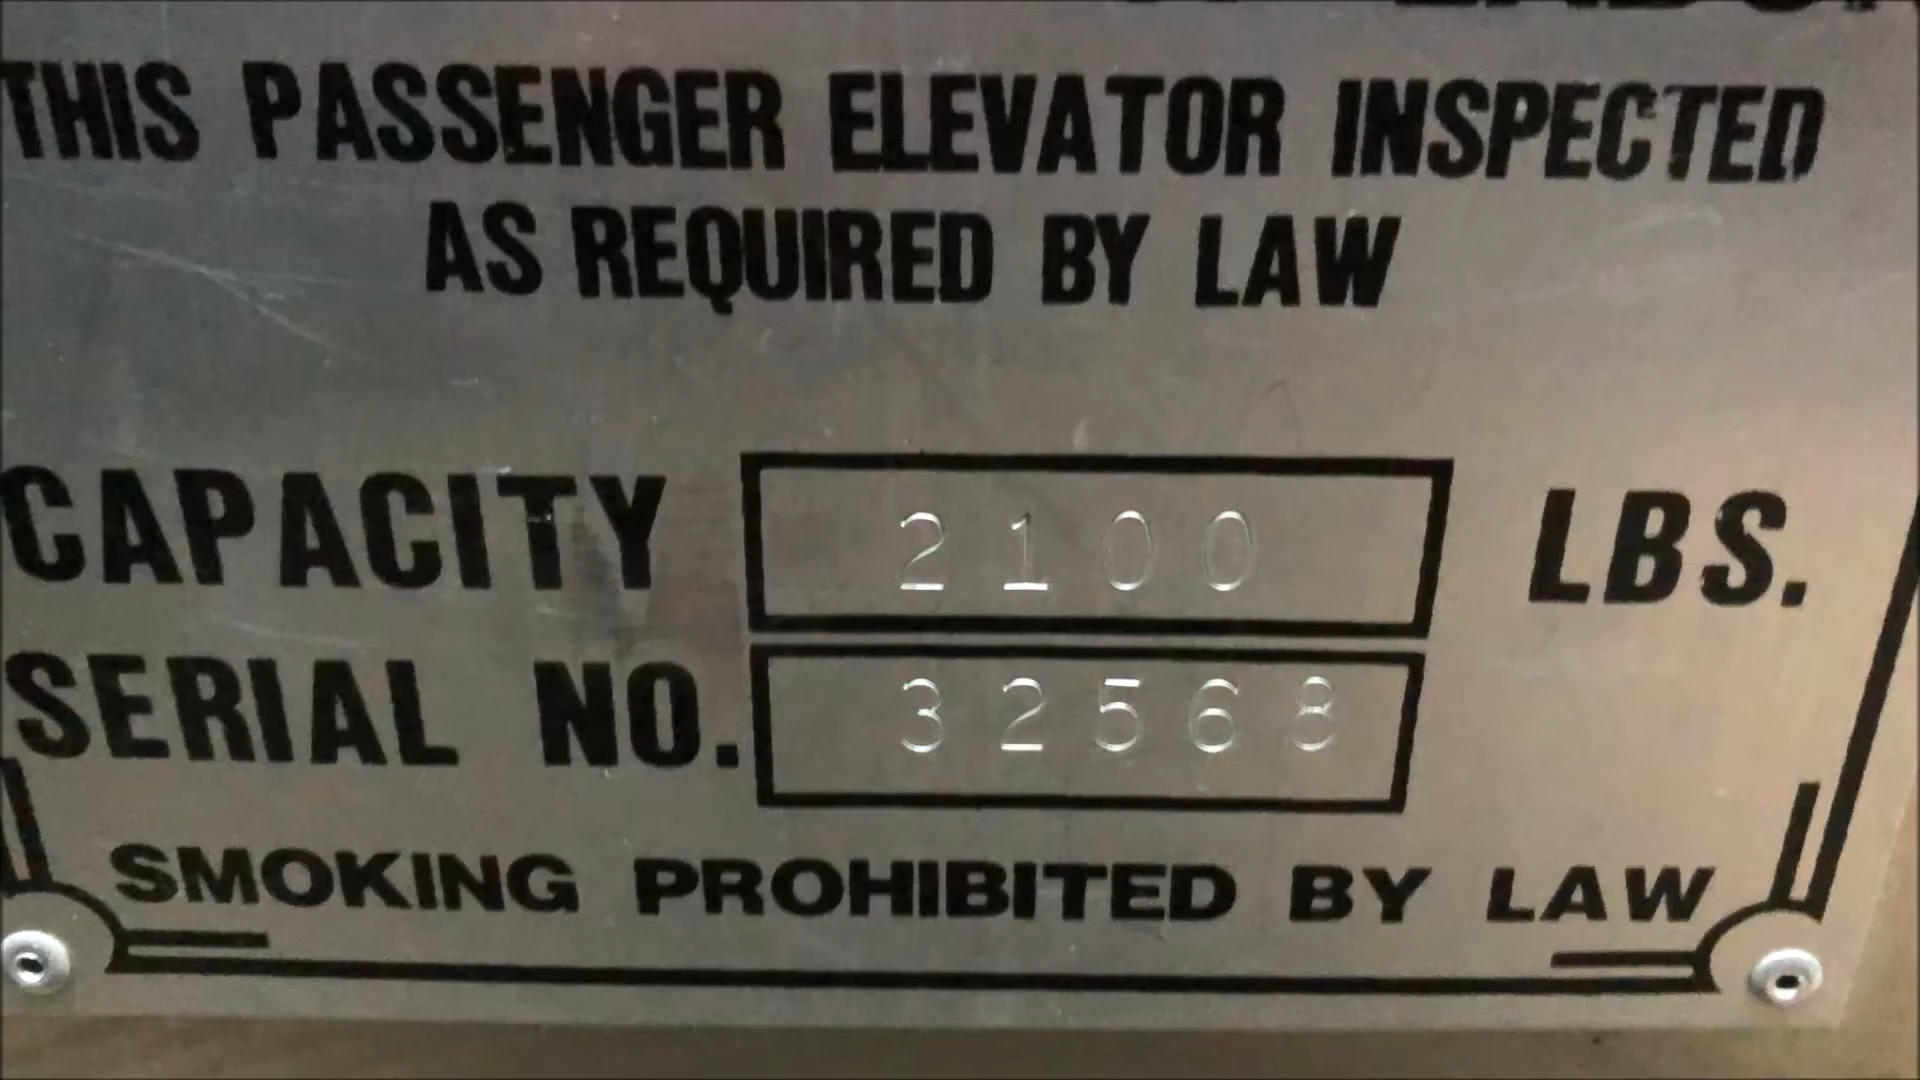 THIS PASSENGER ELEVATOR INSPECTED
AS REQUIRED BY LAW
CAPACITY 2100 LBS.
SERIAL NO. 32568
SMOKING PROHIBITED BY LAW